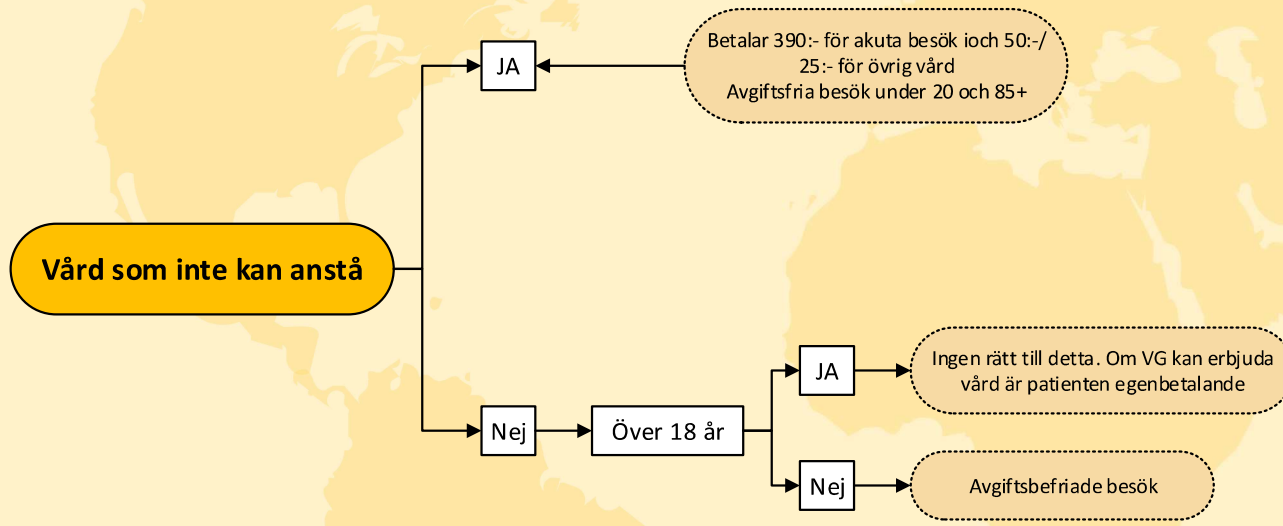 Betalar 390:- för akuta besök ioch 50:-/
25:- för övrig vård
Avgiftsfria besök under 20 och 85+
JA
Vård som inte kan anstå
JA
Ingen rätt till detta. Om VG kan erbjuda
vård är patienten egenbetalande
Nej
Över 18 år
Nej
Avgiftsbefriade besök